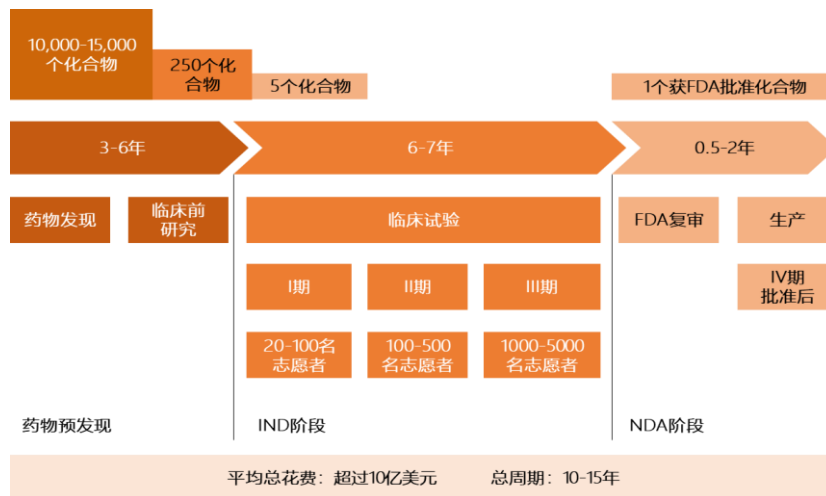 10,000-15,000
个化合物
250个化
合物
5个化合物
1个获FDA批准化合物
3-6年
6-7年
0.5-2年
药物发现
临床前
研究
临床试验
FDA复审
生产
I期
II期
III期
IV期
批准后
20-100名
志愿者
100-500
名志愿者
1000-5000
名志愿者
药物预发现
IND阶段
NDA阶段
平均总花费：超过10亿美元
总周期：10-15年